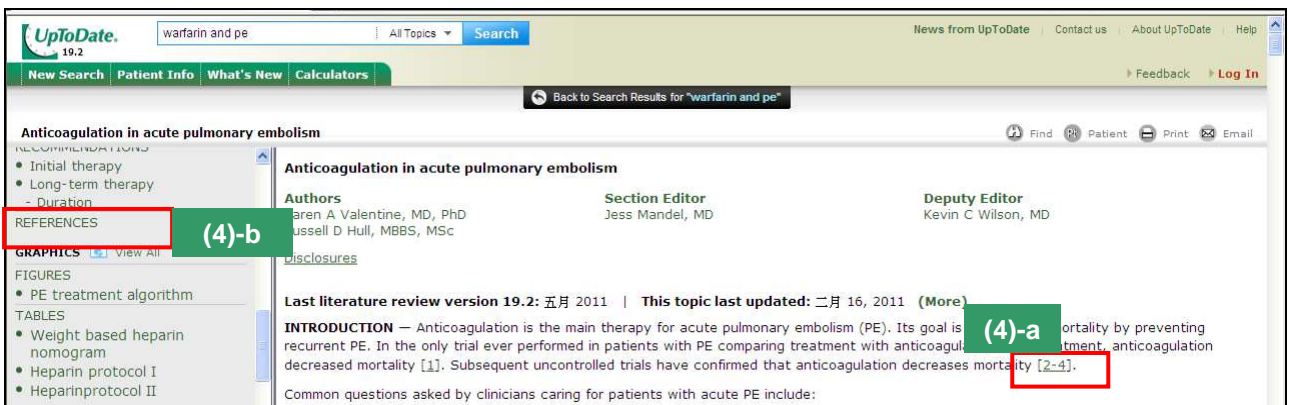 UpToDate.
19.2
warfarin and pe
All Topics
Search
News from UpToDate
Contact us
About UpToDate
Help
New Search
Patient Info
What's New
Calculators
Feedback
Log In
Back to Search Results for "warfarin and pe"
Anticoagulation in acute pulmonary embolism
Find
Patient
Print
Email
RECOMMENDATIONS
• Initial therapy
• Long-term therapy
- Duration
REFERENCES
(4)-b
GRAPHICS View All
FIGURES
• PE treatment algorithm
TABLES
• Weight based heparin
nomogram
• Heparin protocol I
• Heparinprotocol II
Anticoagulation in acute pulmonary embolism
Authors
aren A Valentine, MD, PhD
ussell D Hull, MBBS, MSc
Section Editor
Jess Mandel, MD
Deputy Editor
Kevin C Wilson, MD
Disclosures
Last literature review version 19.2: 五月 2011 | This topic last updated: 二月 16, 2011 (More)
(4)-a
INTRODUCTION — Anticoagulation is the main therapy for acute pulmonary embolism (PE). Its goal is ortality by preventing
recurrent PE. In the only trial ever performed in patients with PE comparing treatment with anticoagul tment, anticoagulation
decreased mortality [1]. Subsequent uncontrolled trials have confirmed that anticoagulation decreases mortality [2-4].
Common questions asked by clinicians caring for patients with acute PE include: